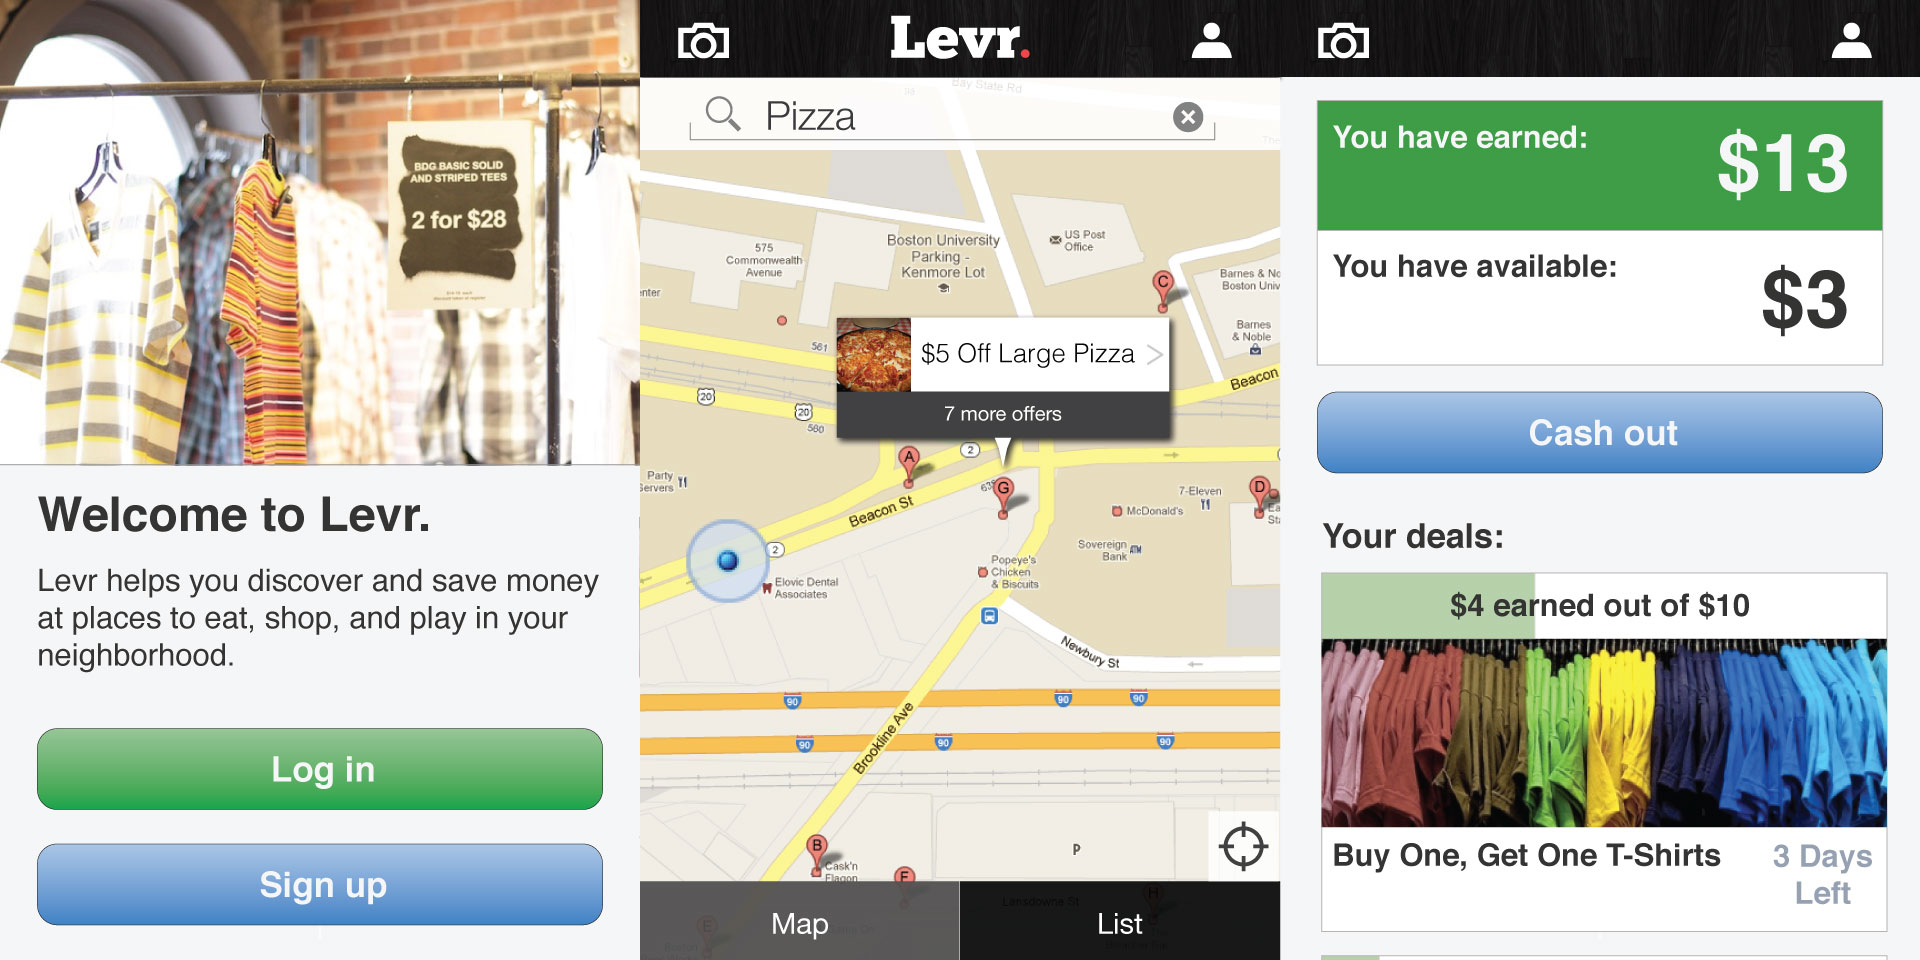 BDG BASIC SOLID
AND STRIPED TEES
2 for $28
Welcome to Levr.
Levr helps you discover and save money
at places to eat, shop, and play in your
neighborhood.
Log in
Sign up
Levr.
Bay State Rd
Pizza
575
Commonwealth
Avenue
Boston University
Parking -
Kenmore Lot
US Post
Office
C
Barnes & No
Boston Univ
Barnes
& Noble
561
$5 Off Large Pizza
7 more offers
20
20
560
Beacon
2
A
Party
Servers
Beacon St
G
7-Eleven
D
McDonald's
2
Sovereign
Bank
ATM
Popeye's
Chicken
& Biscuits
Elovic Dental
Associates
Newbury St
90
90
90
90
90
90
Brookline Ave
B
Cask'n
Flagon
P
F
H
Lansdowne St
E
Map
List
You have earned:
$13
You have available:
$3
Cash out
Your deals:
$4 earned out of $10
Buy One, Get One T-Shirts
3 Days
Left